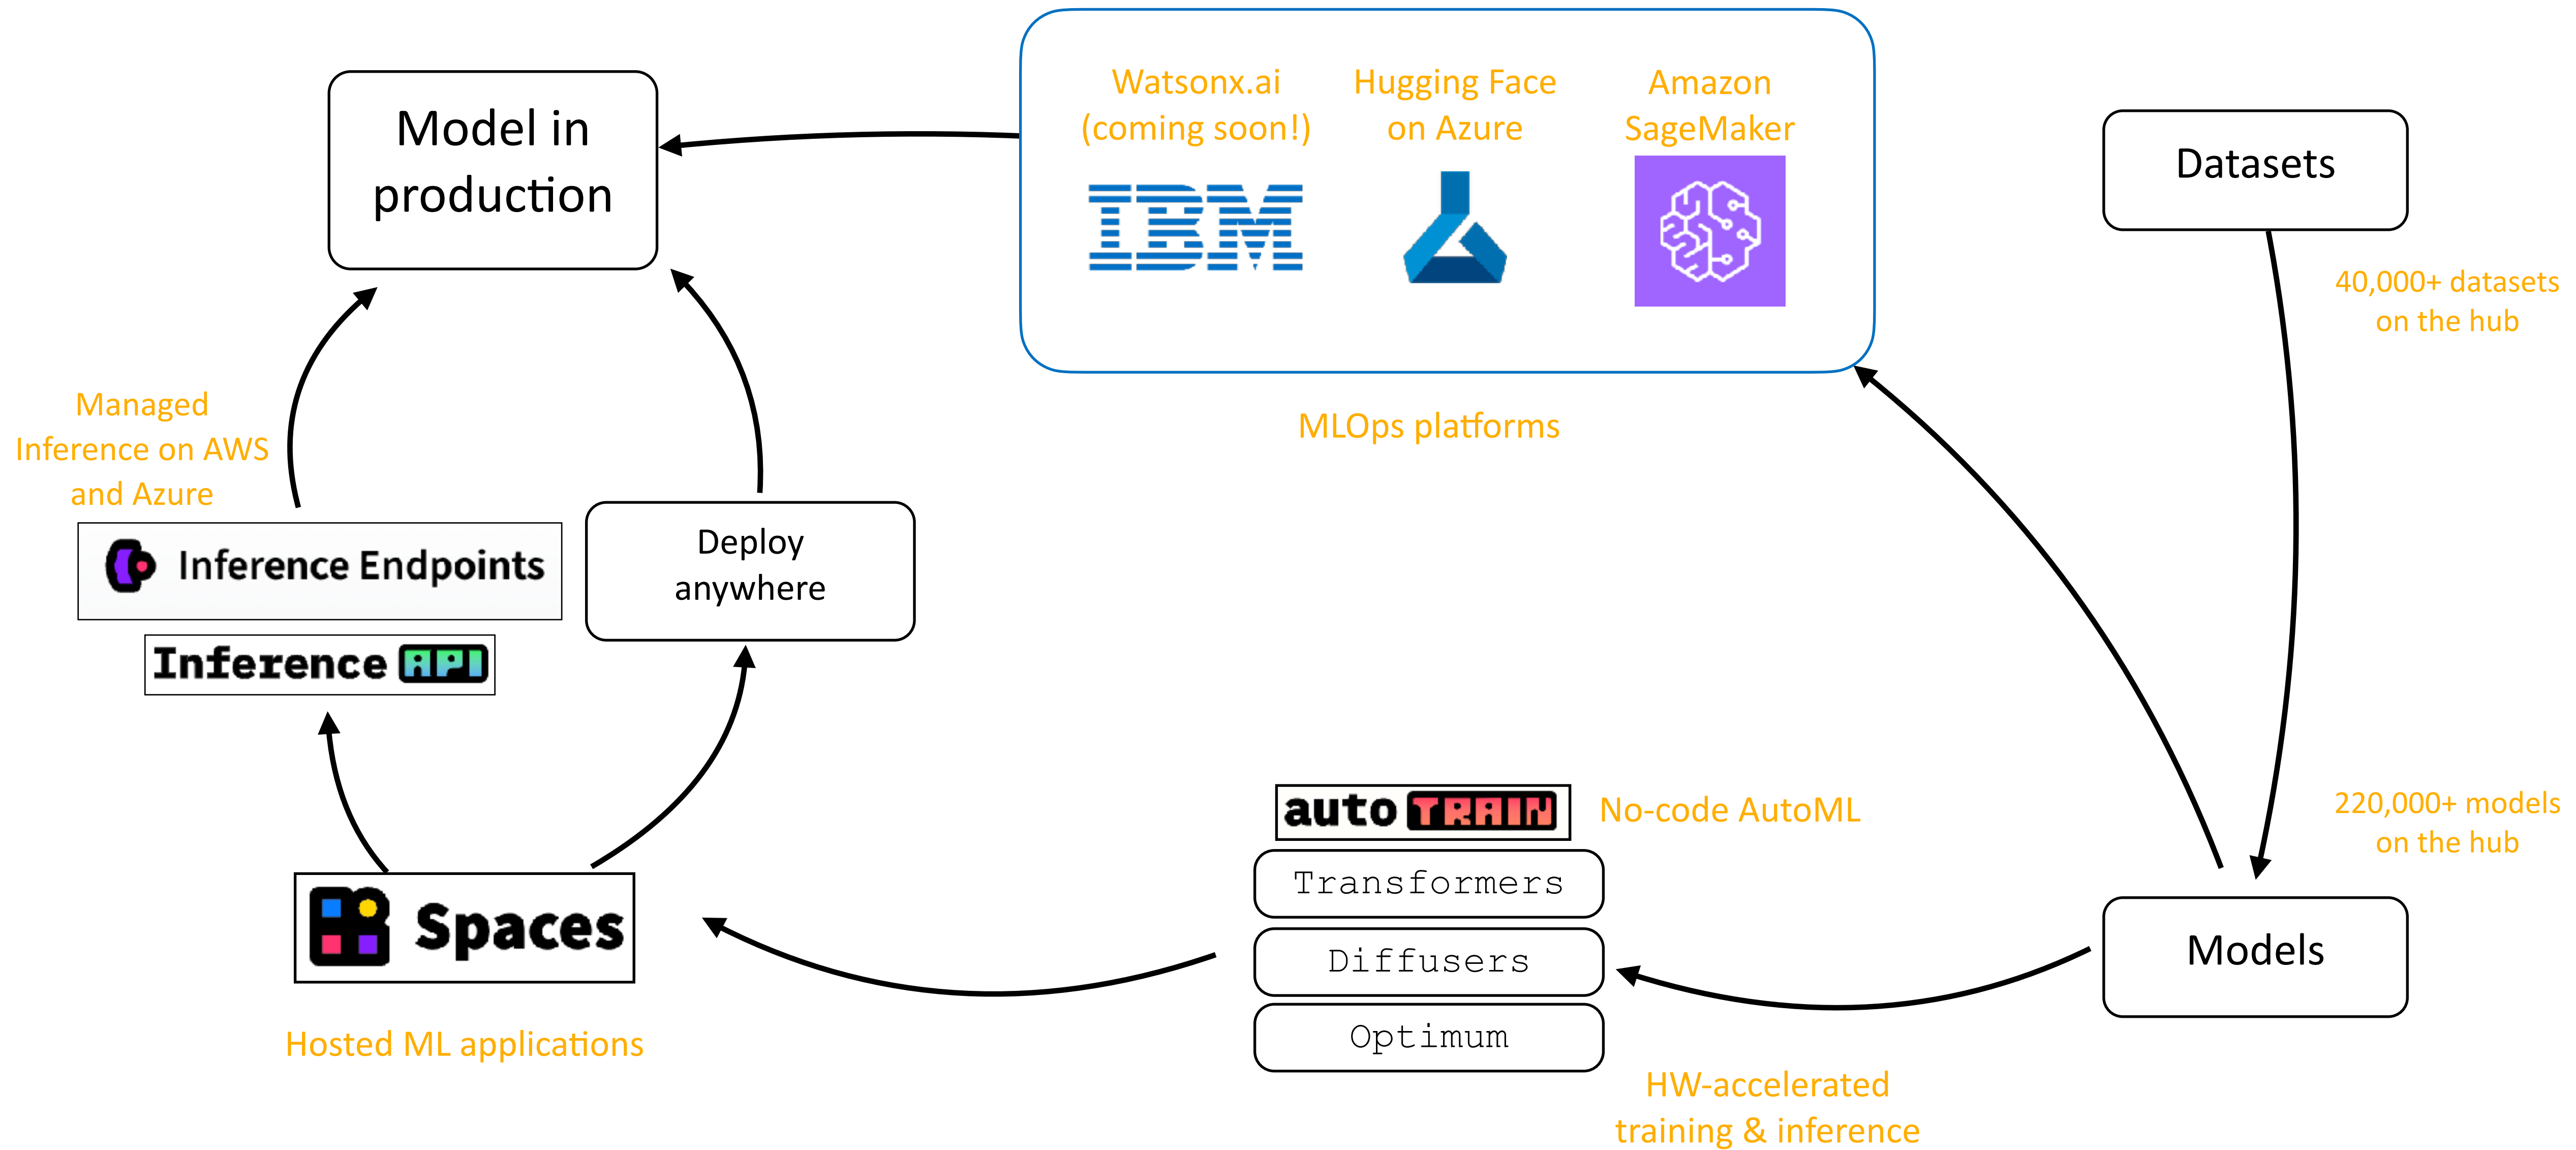 Model in
production
Watsonx.ai
(coming soon!)
IBM
Hugging Face
on Azure
Amazon
SageMaker
MLOps platforms
Datasets
40,000+ datasets
on the hub
Managed
Inference on AWS
and Azure
Inference Endpoints
Inference API
Deploy
anywhere
Spaces
Hosted ML applications
auto TRAIN
No-code AutoML
Transformers
Diffusers
Optimum
HW-accelerated
training & inference
220,000+ models
on the hub
Models